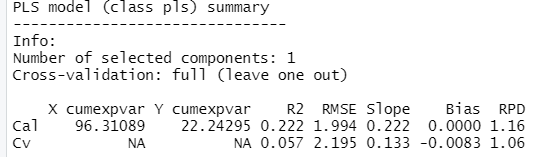 PLS model (class pls) summary
-------------------------------
Info:
Number of selected components: 1
Cross-validation: full (leave one out)

    X cumexpvar Y cumexpvar    R2  RMSE Slope    Bias  RPD
Cal    96.31089    22.24295 0.222 1.994 0.222  0.0000 1.16
Cv           NA          NA 0.057 2.195 0.133 -0.0083 1.06